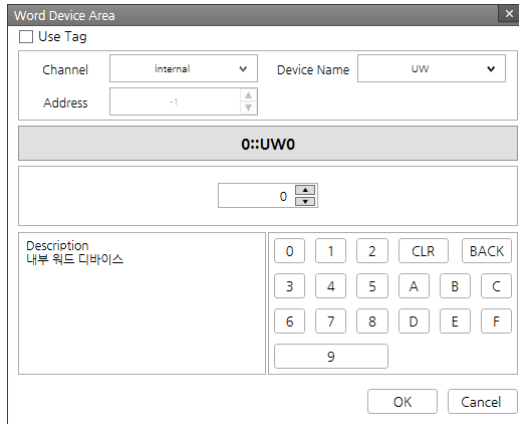 Word Device Area
Use Tag
Channel internal Device Name UW
Address -1
0::UW0
0
Description
내부 워드 디바이스
0 1 2 CLR BACK
3 4 5 A B C
6 7 8 D E F
9
OK Cancel